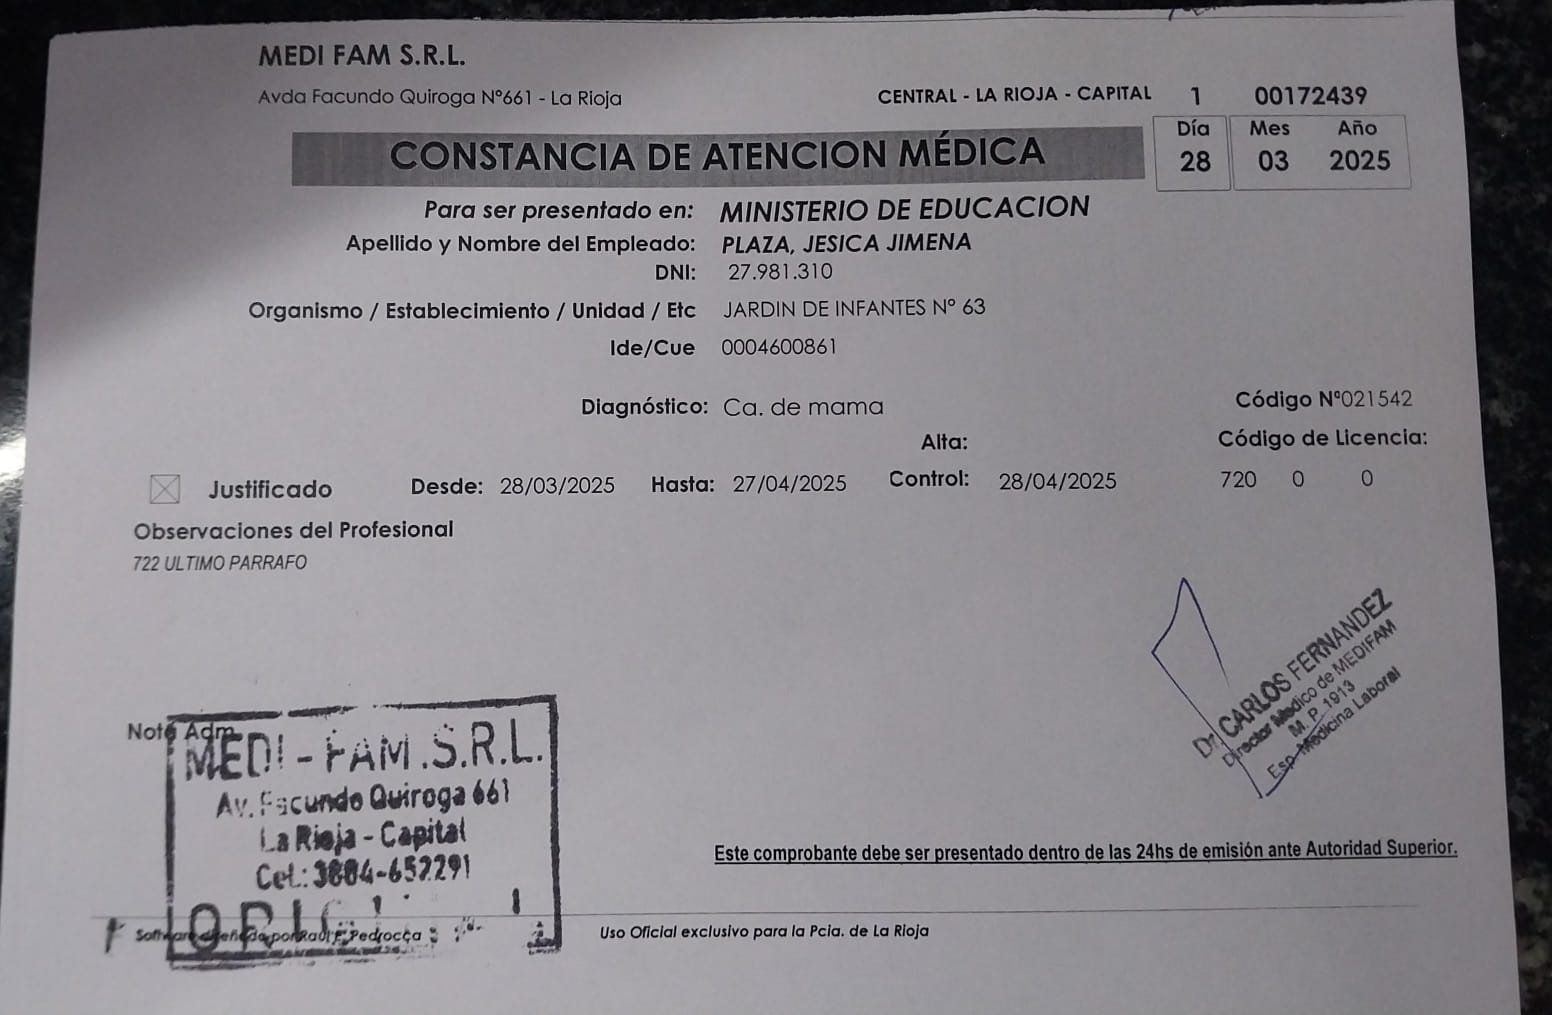 MEDI FAM S.R.L.
Avda Facundo Quiroga N°661 - La Rioja
CENTRAL - LA RIOJA - CAPITAL 1 00172439
CONSTANCIA DE ATENCION MÉDICA
Día Mes Año
28 03 2025
Para ser presentado en: MINISTERIO DE EDUCACION
Apellido y Nombre del Empleado: PLAZA, JESICA JIMENA
DNI: 27.981.310
Organismo / Establecimiento / Unidad / Etc JARDIN DE INFANTES N° 63
Ide/Cue 0004600861
Diagnóstico: Ca. de mama
Código N°021542
Alta:
Código de Licencia:
Justificado Desde: 28/03/2025 Hasta: 27/04/2025 Control: 28/04/2025 720 0 0
Observaciones del Profesional
722 ULTIMO PARRAFO
Dr. CARLOS FERNANDEZ
Director Medico de MEDIFAM
M. P. 1913
Esp. Medicina Laboral
Nota Adm
MEDI-FAM.S.R.L.
Av. Facundo Quiroga 661
La Rioja - Capital
Cel.: 3804-652291
Este comprobante debe ser presentado dentro de las 24hs de emisión ante Autoridad Superior.
Pedrocca
Uso Oficial exclusivo para la Pcia. de La Rioja